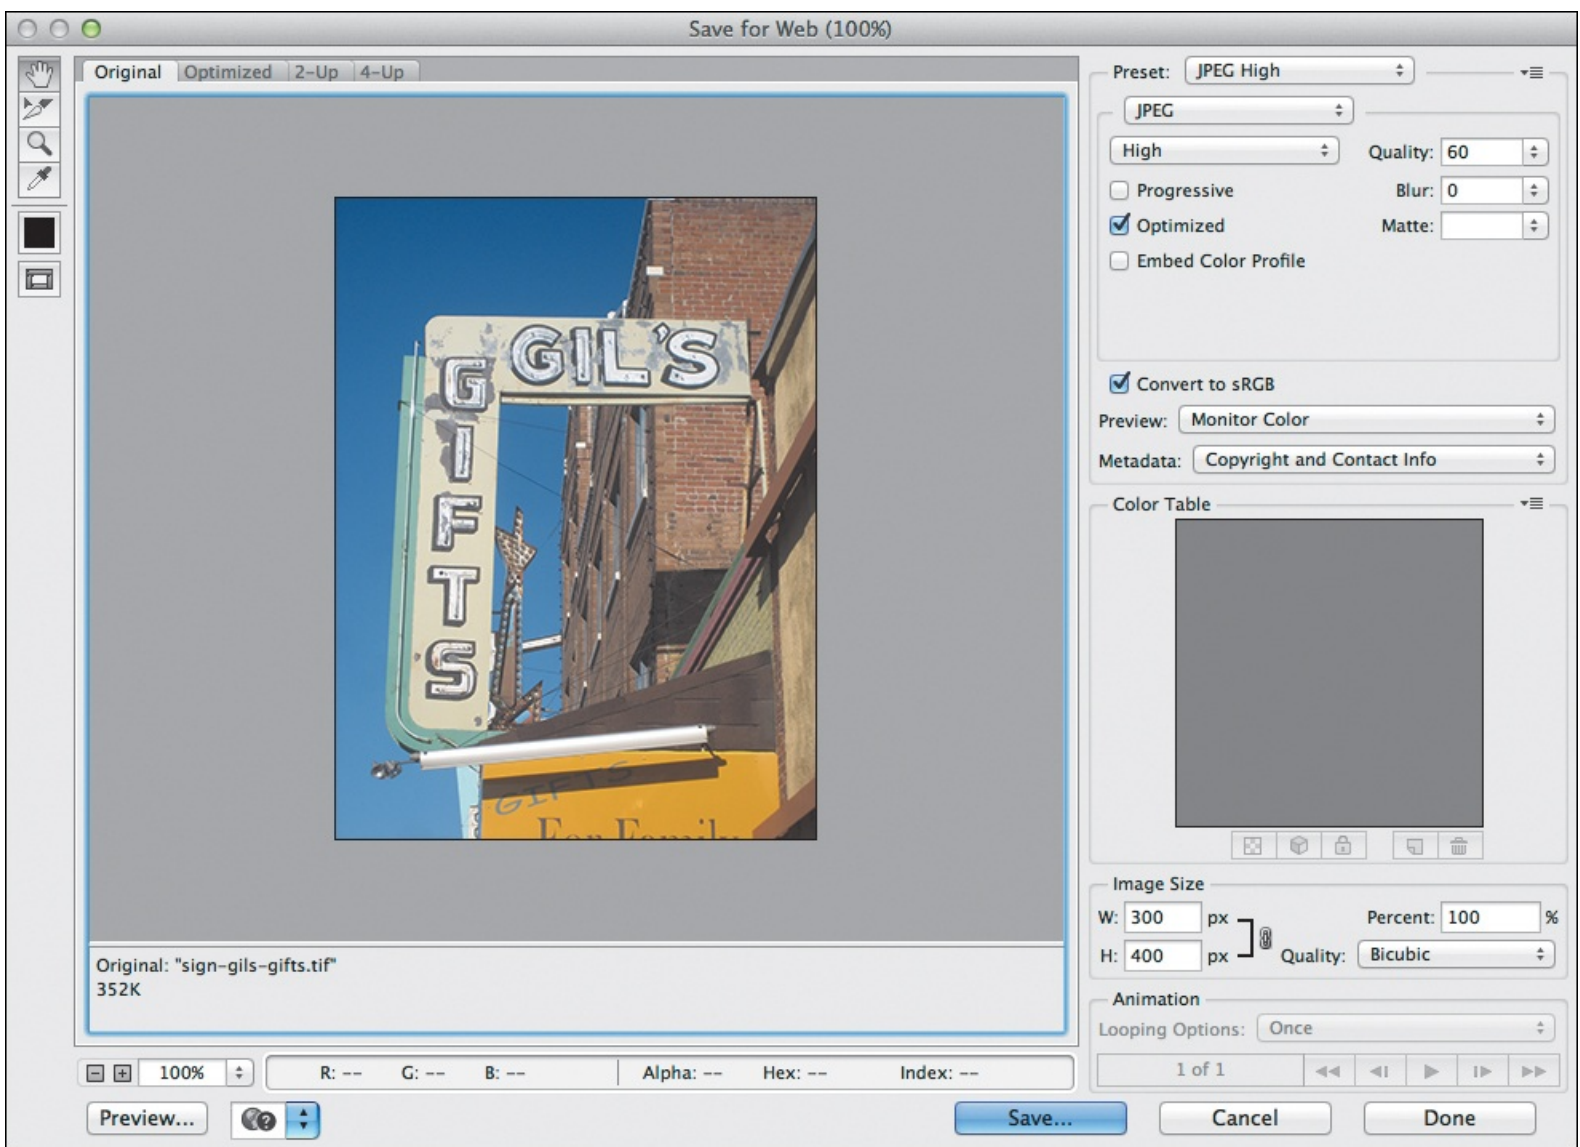 Save for Web (100%)
Original Optimized 2-Up 4-Up
Preset: JPEG High
JPEG
High Quality: 60
Progressive Blur: 0
Optimized Matte:
Embed Color Profile
Convert to sRGB
Preview: Monitor Color
Metadata: Copyright and Contact Info
Color Table
GIL'S
GIFTS
GIFTS
For Family
Image Size
W: 300 px Percent: 100 %
H: 400 px Quality: Bicubic
Original: "sign-gils-gifts.tif"
352K
Animation
Looping Options: Once
1 of 1
100% R: -- G: -- B: -- Alpha: -- Hex: -- Index: --
Preview... Save... Cancel Done